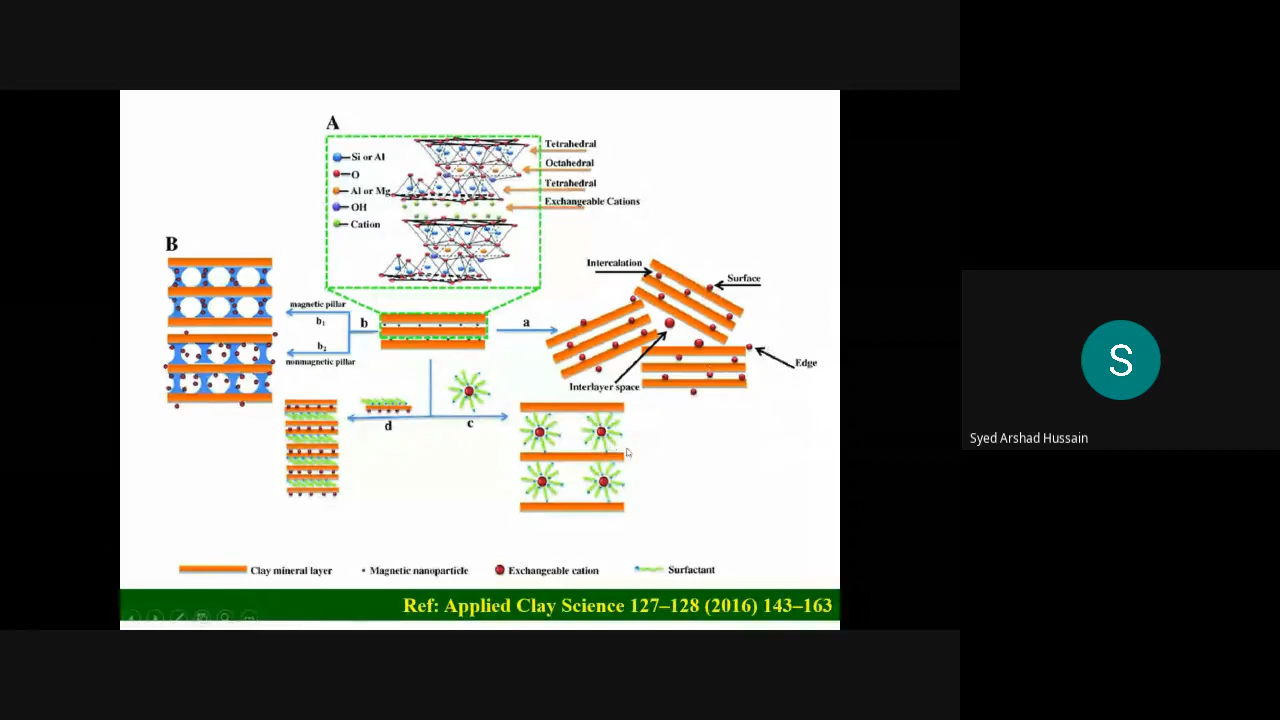 A
Si or Al
O
Al or Mg
OH
Cation
Tetrahedral
Octahedral
Tetrahedral
Exchangeable Cations
B
magnetic pillar
b1
b
b2
nonmagnetic pillar
a
Intercalation
Surface
Edge
Interlayer space
d
c
Clay mineral layer
Magnetic nanoparticle
Exchangeable cation
Surfactant
Ref: Applied Clay Science 127–128 (2016) 143–163
S
Syed Arshad Hussain